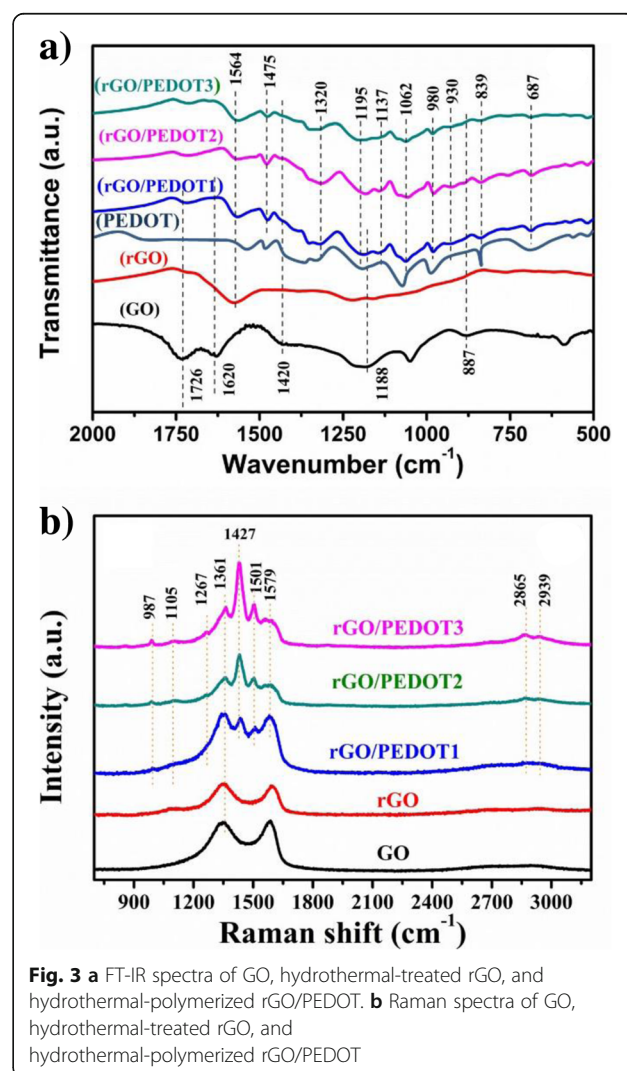 a)
(rGO/PEDOT3)
1564
1475
1320
1195
1137
1062
980
930
839
687
(rGO/PEDOT2)
(rGO/PEDOT1)
(PEDOT)
(rGO)
(GO)
1726
1620
1420
1188
887
Transmittance (a.u.)
2000 1750 1500 1250 1000 750 500
Wavenumber (cm-1)
b)
987
1105
1267
1361
1427
1501
1579
2865
2939
rGO/PEDOT3
rGO/PEDOT2
rGO/PEDOT1
rGO
GO
Intensity (a.u.)
900 1200 1500 1800 2100 2400 2700 3000
Raman shift (cm-1)
Fig. 3 a FT-IR spectra of GO, hydrothermal-treated rGO, and
hydrothermal-polymerized rGO/PEDOT. b Raman spectra of GO,
hydrothermal-treated rGO, and
hydrothermal-polymerized rGO/PEDOT